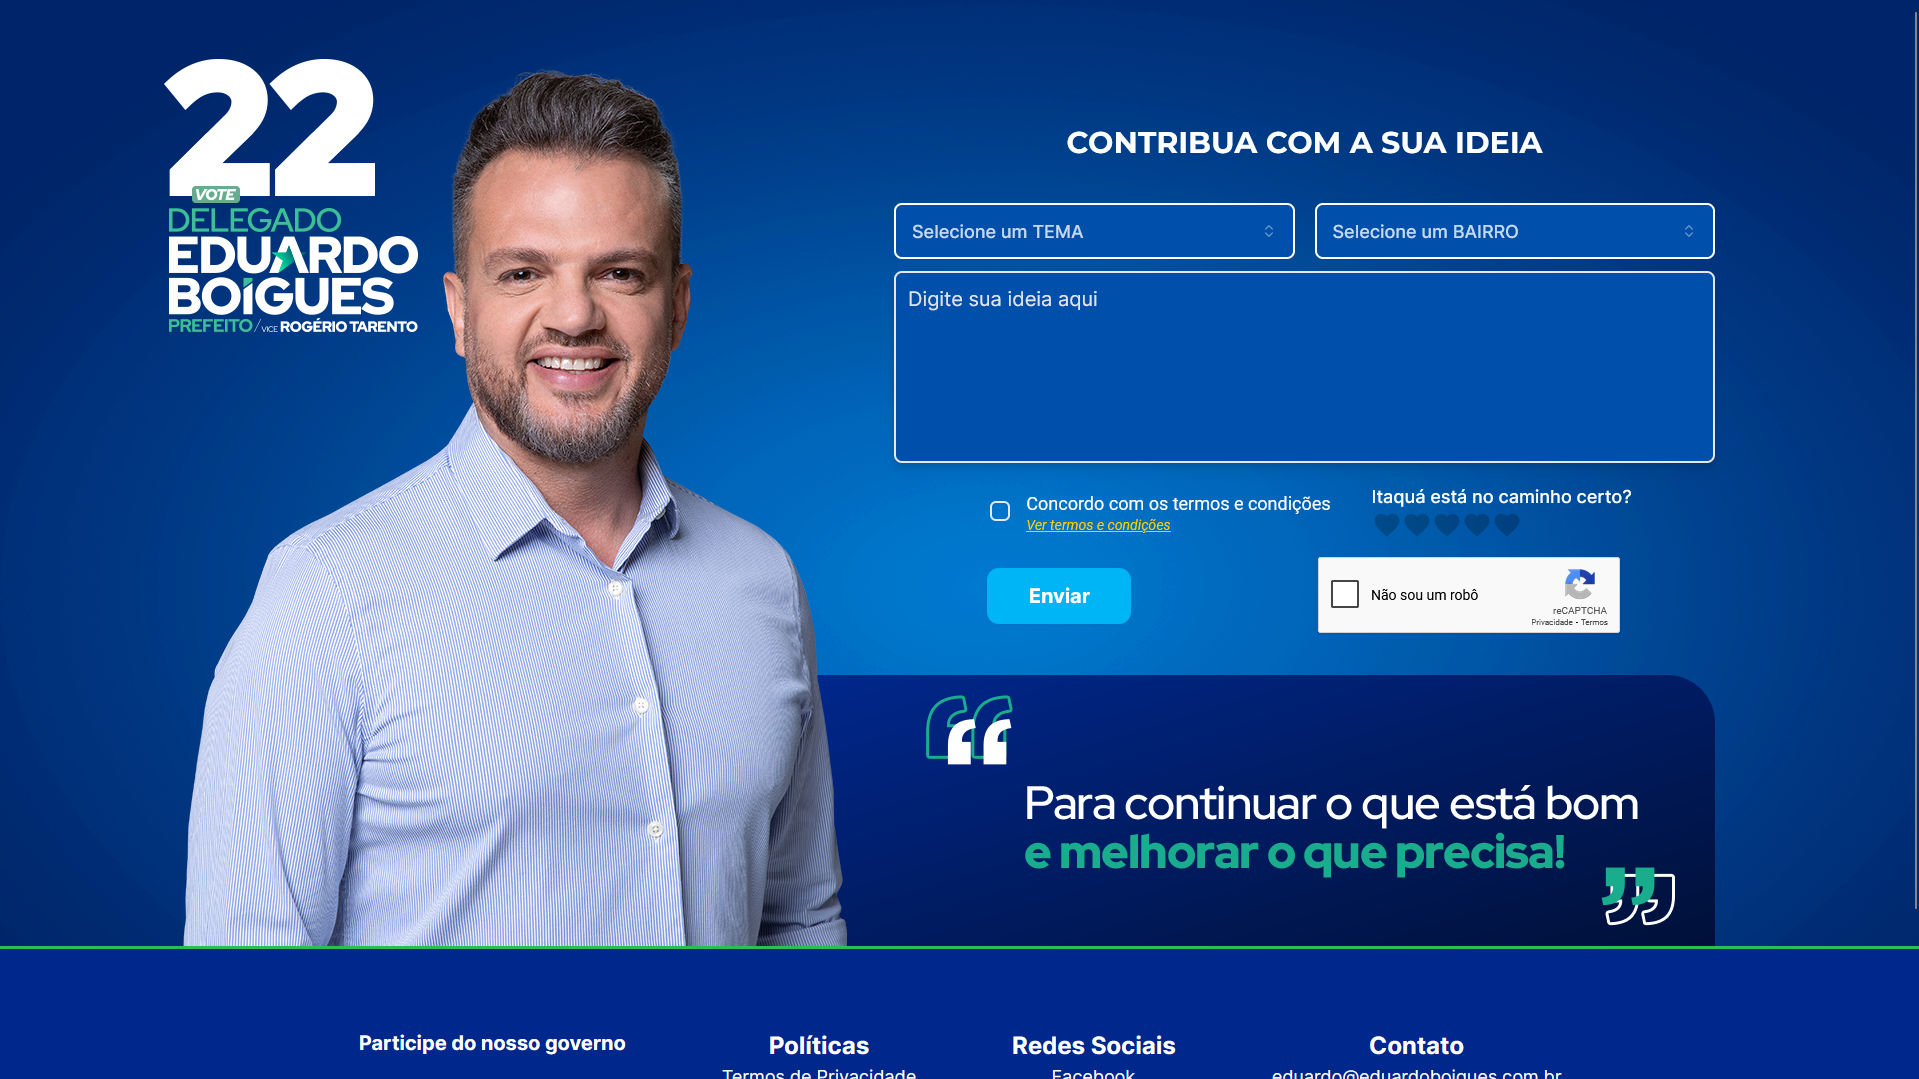 22
VOTE
DELEGADO
EDUARDO
BOIGUES
PREFEITO / VICE ROGÉRIO TARENTO
CONTRIBUA COM A SUA IDEIA
Selecione um TEMA
Selecione um BAIRRO
Digite sua ideia aqui
Concordo com os termos e condições
Ver termos e condições
Itaquá está no caminho certo?
Enviar
Não sou um robô
reCAPTCHA
Privacidade - Termos
Para continuar o que está bom
e melhorar o que precisa!
Participe do nosso governo
Políticas
Termos de Privacidade
Redes Sociais
Facebook
Contato
eduardo@eduardoboigues.com.br